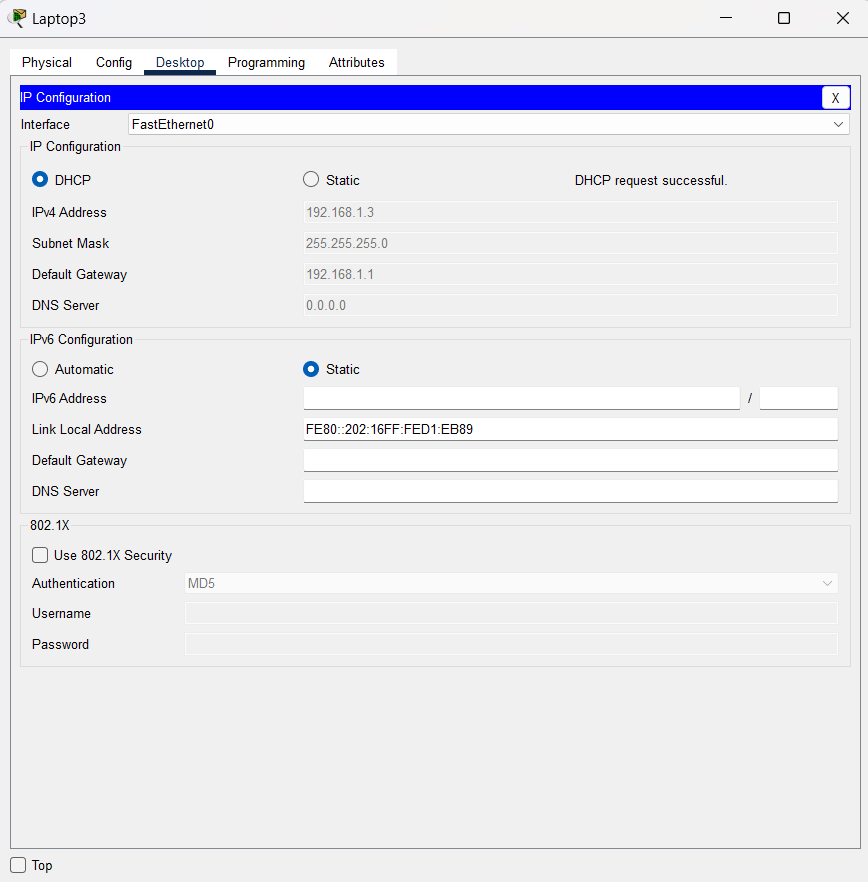 Laptop3
Physical Config Desktop Programming Attributes
IP Configuration X
Interface FastEthernet0
IP Configuration
DHCP Static DHCP request successful.
IPv4 Address 192.168.1.3
Subnet Mask 255.255.255.0
Default Gateway 192.168.1.1
DNS Server 0.0.0.0
IPv6 Configuration
Automatic Static
IPv6 Address /
Link Local Address FE80::202:16FF:FED1:EB89
Default Gateway
DNS Server
802.1X
Use 802.1X Security
Authentication MD5
Username
Password
Top